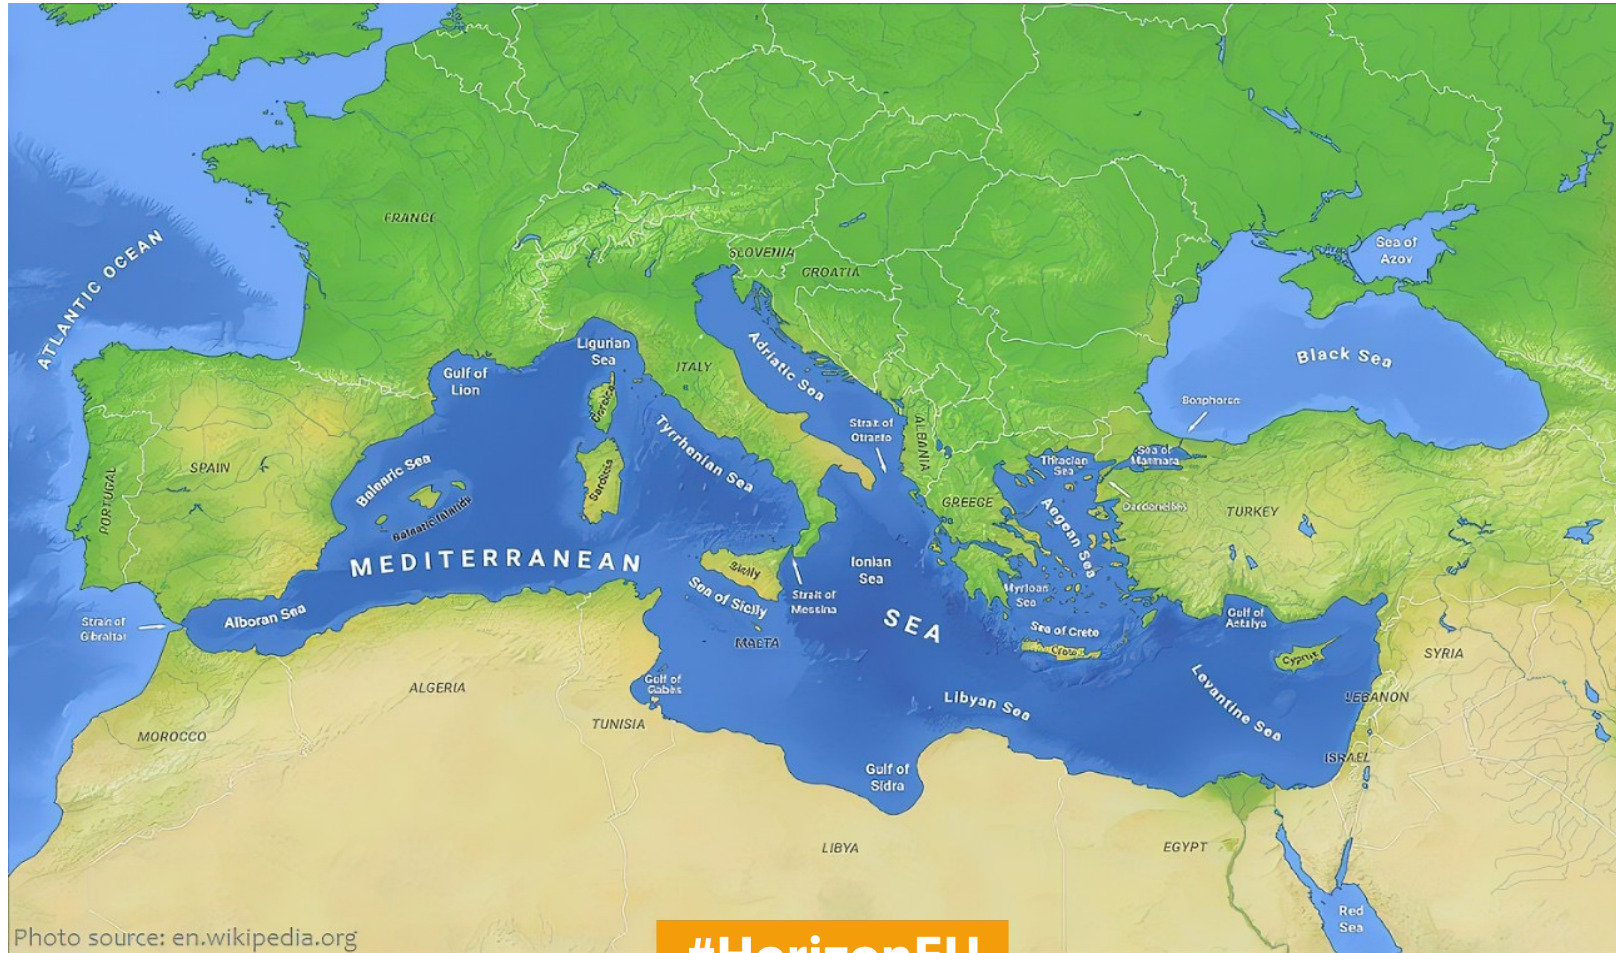 ATLANTIC OCEAN
FRANCE
SLOVENIA
CROATIA
Sea of
Azov
Black Sea
Ligurian
Sea
Gulf of
Lion
ITALY
Adriatic Sea
Corsica
Bosphorus
Strait of
Otranto
ALBANIA
Tyrrhenian Sea
PORTUGAL
SPAIN
Balearic Sea
Balearic Islands
Sardinia
Thracian
Sea
Sea of
Marmara
GREECE
Aegean Sea
Dardanelles
TURKEY
MEDITERRANEAN
SEA
Sicily
Ionian
Sea
Sea of Sicily
Strait of
Messina
Myrtoan
Sea
Strait of
Gibraltar
Alboran Sea
MALTA
Sea of Crete
Crete
Gulf of
Antalya
Cyprus
SYRIA
ALGERIA
Gulf of
Gabes
LEBANON
Libyan Sea
Levantine Sea
MOROCCO
TUNISIA
ISRAEL
Gulf of
Sidra
LIBYA
EGYPT
Red
Sea
Photo source: en.wikipedia.org
#HorizonEU